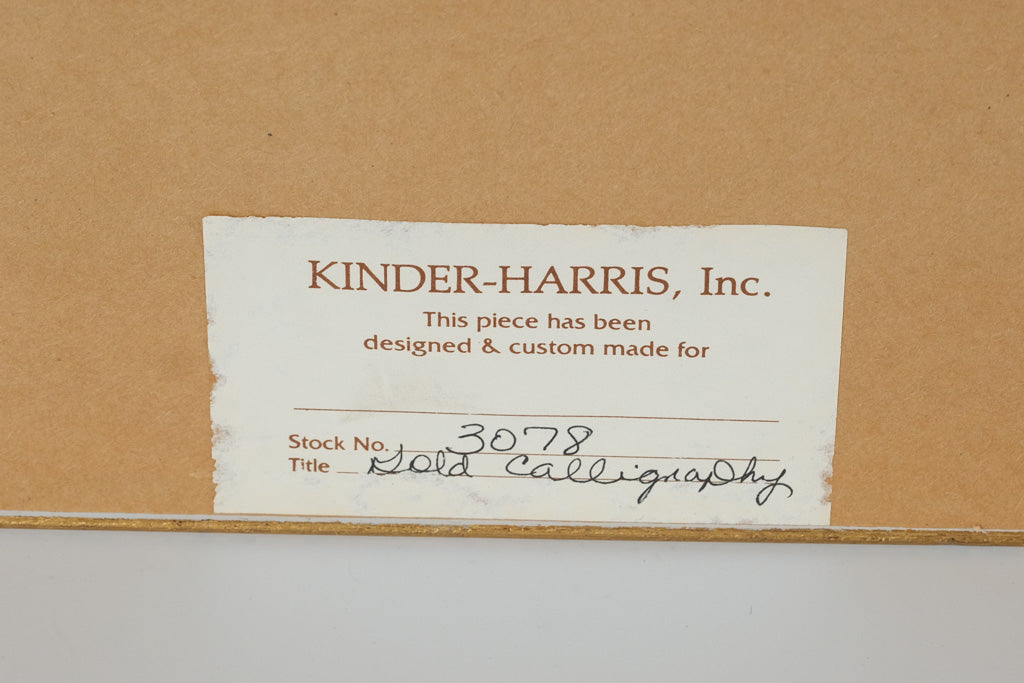 KINDER-HARRIS, Inc.
This piece has been
designed & custom made for
Stock No. 3078
Title Gold Calligraphy